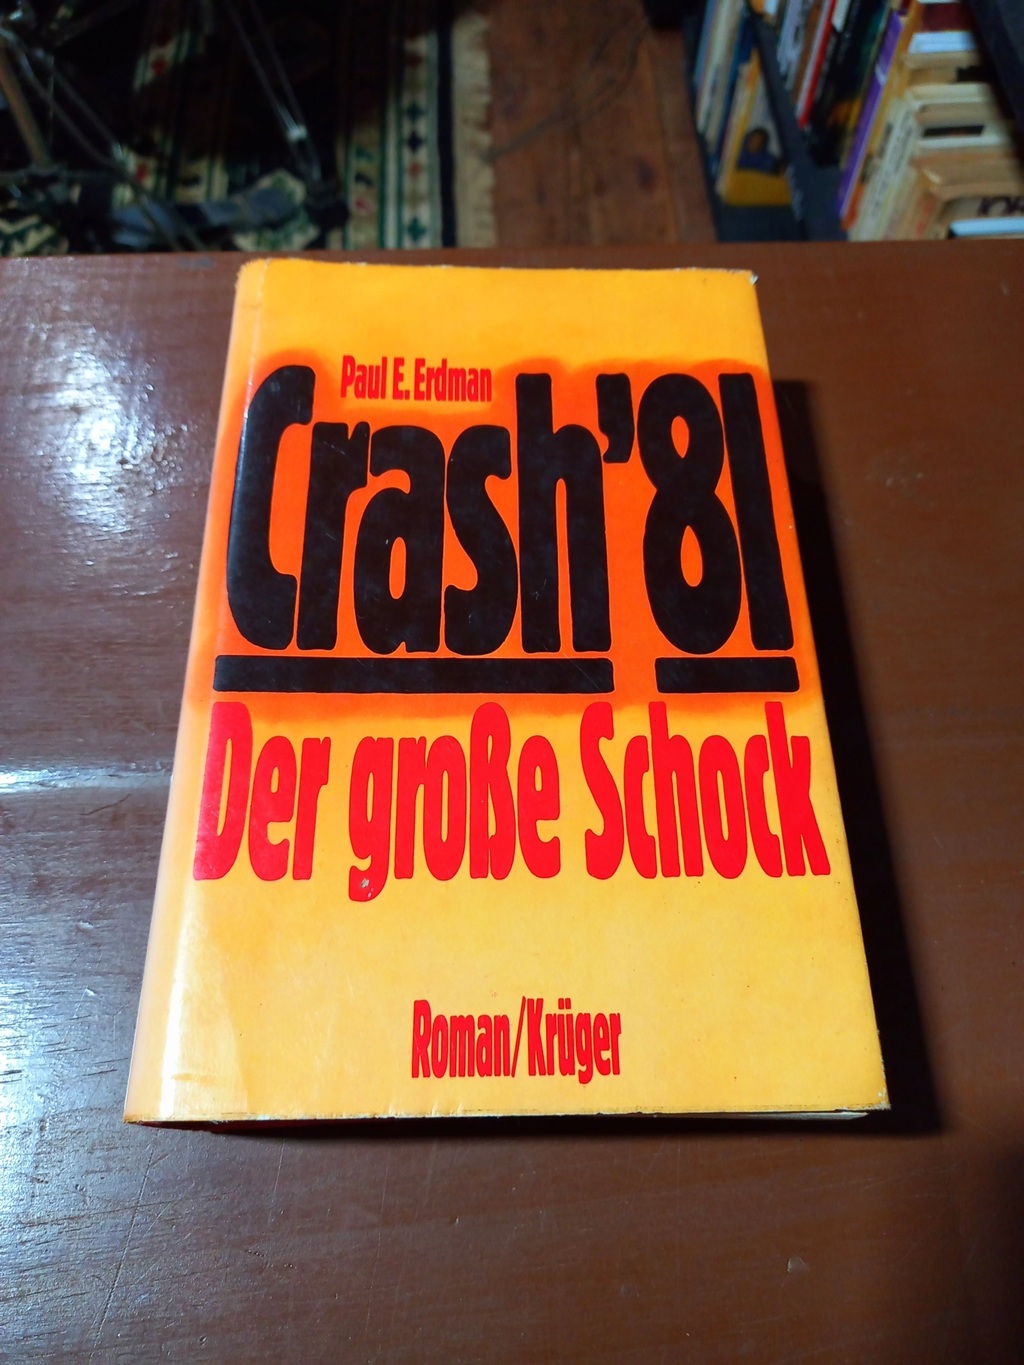 Paul E. Erdman
Crash '81
Der große Schock
Roman/Krüger